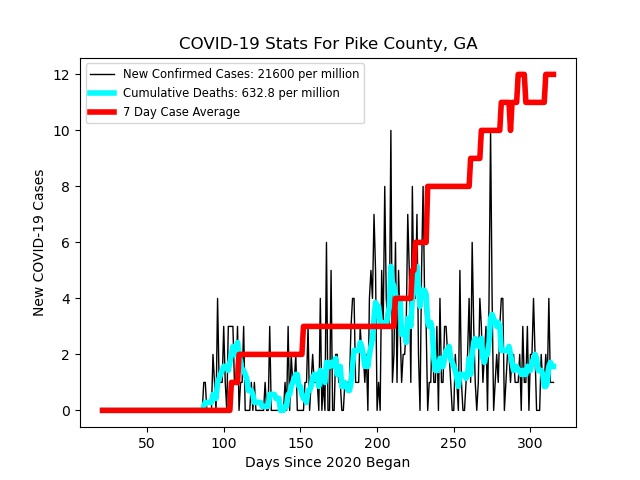 COVID-19 Stats For Pike County, GA
New Confirmed Cases: 21600 per million
Cumulative Deaths: 632.8 per million
7 Day Case Average
New COVID-19 Cases
12
10
8
6
4
2
0
50 100 150 200 250 300
Days Since 2020 Began